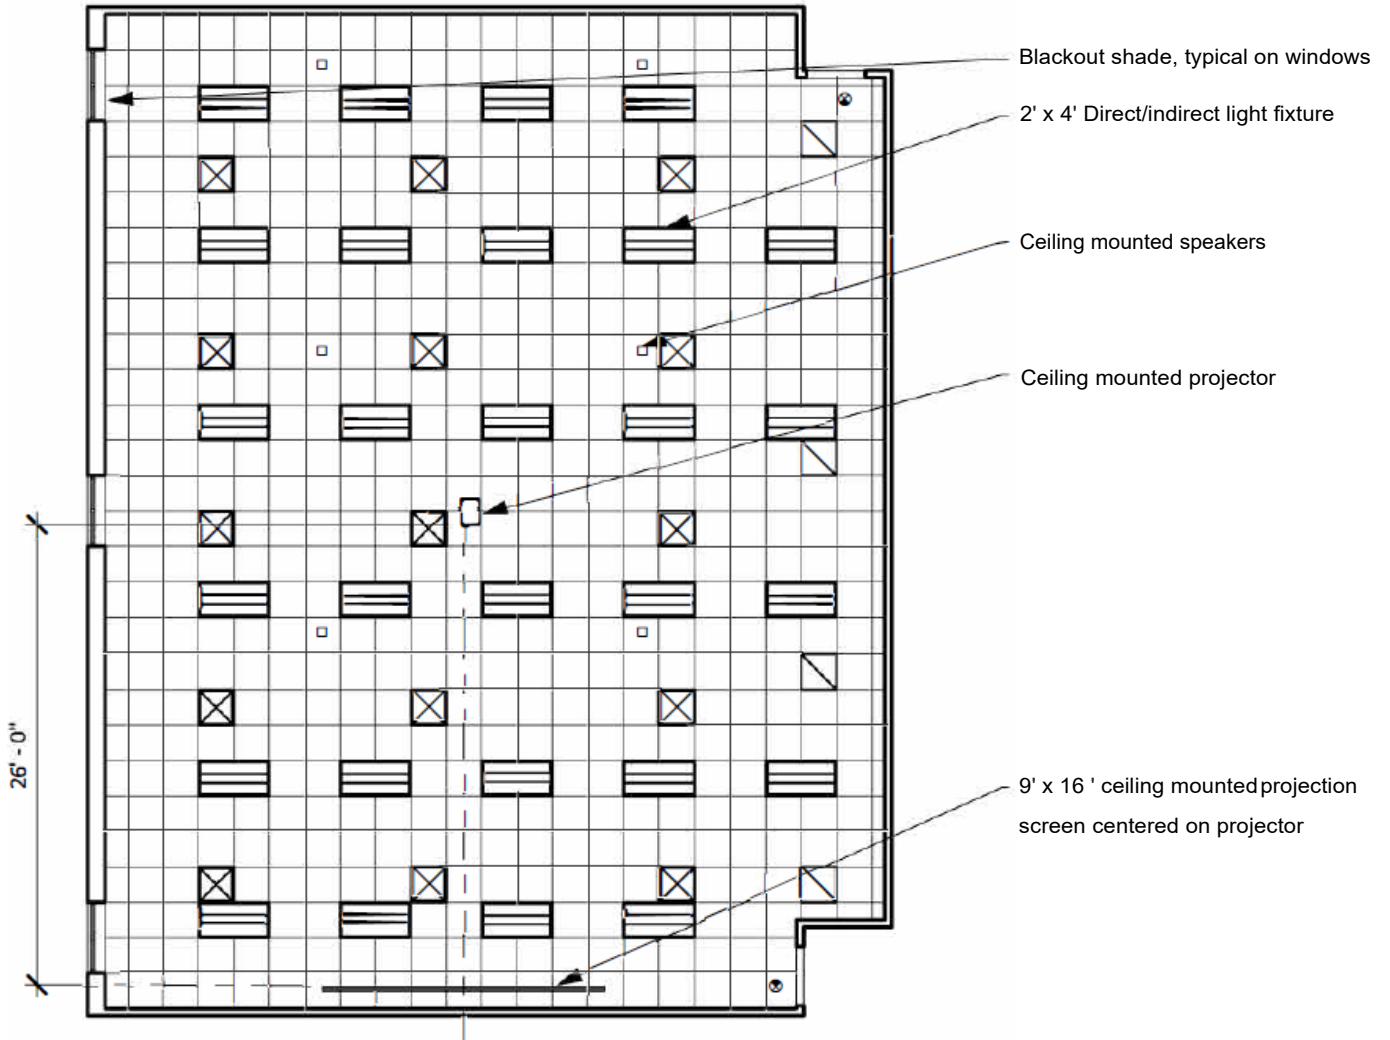 Blackout shade, typical on windows
2' x 4' Direct/indirect light fixture
Ceiling mounted speakers
Ceiling mounted projector
26' - 0"
9' x 16 ' ceiling mounted projection
screen centered on projector